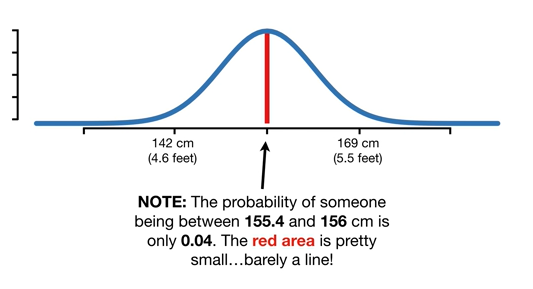 142 cm
(4.6 feet)
169 cm
(5.5 feet)
NOTE: The probability of someone
being between 155.4 and 156 cm is
only 0.04. The red area is pretty
small…barely a line!